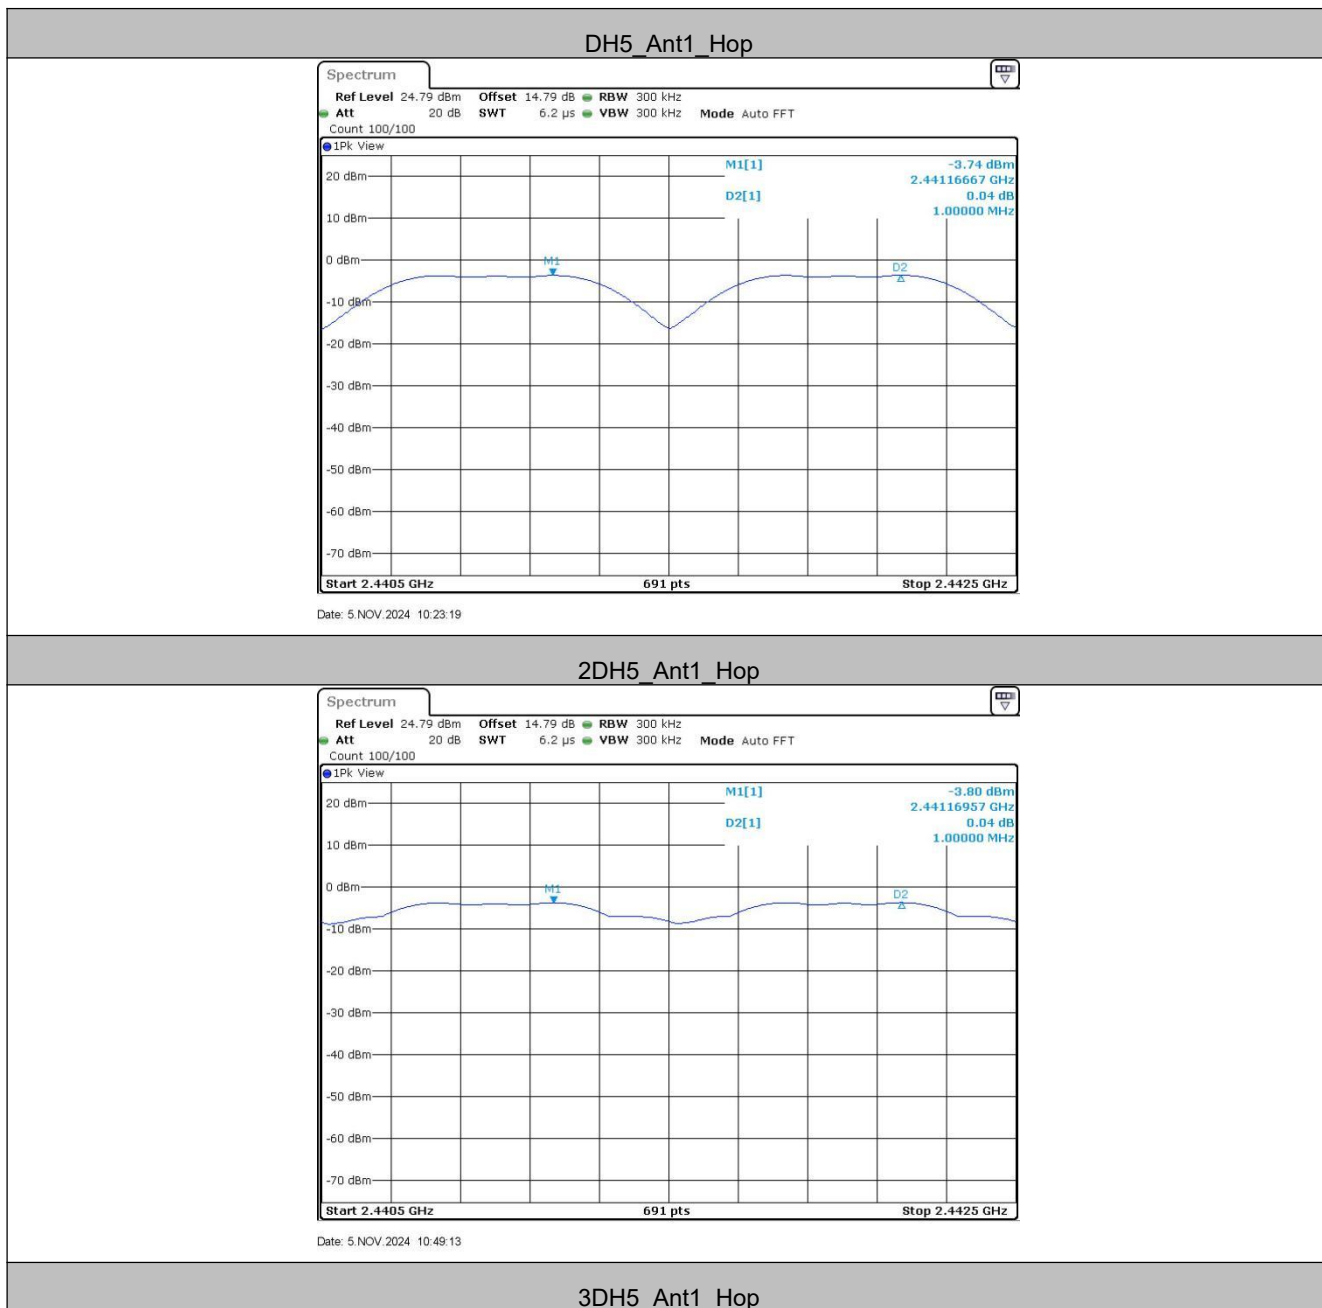 DH5_Ant1_Hop
Spectrum
Ref Level 24.79 dBm Offset 14.79 dB RBW 300 kHz
Att 20 dB SWT 6.2 µs VBW 300 kHz Mode Auto FFT
Count 100/100
1Pk View
M1[1] -3.74 dBm
20 dBm
2.44116667 GHz
D2[1] 0.04 dB
1.00000 MHz
10 dBm
0 dBm
M1
D2
-10 dBm
-20 dBm
-30 dBm
-40 dBm
-50 dBm
-60 dBm
-70 dBm
Start 2.4405 GHz 691 pts Stop 2.4425 GHz
Date: 5.NOV.2024 10:23:19
2DH5_Ant1_Hop
Spectrum
Ref Level 24.79 dBm Offset 14.79 dB RBW 300 kHz
Att 20 dB SWT 6.2 µs VBW 300 kHz Mode Auto FFT
Count 100/100
1Pk View
M1[1] -3.80 dBm
20 dBm
2.44116957 GHz
D2[1] 0.04 dB
1.00000 MHz
10 dBm
0 dBm
M1
D2
-10 dBm
-20 dBm
-30 dBm
-40 dBm
-50 dBm
-60 dBm
-70 dBm
Start 2.4405 GHz 691 pts Stop 2.4425 GHz
Date: 5.NOV.2024 10:49:13
3DH5_Ant1_Hop